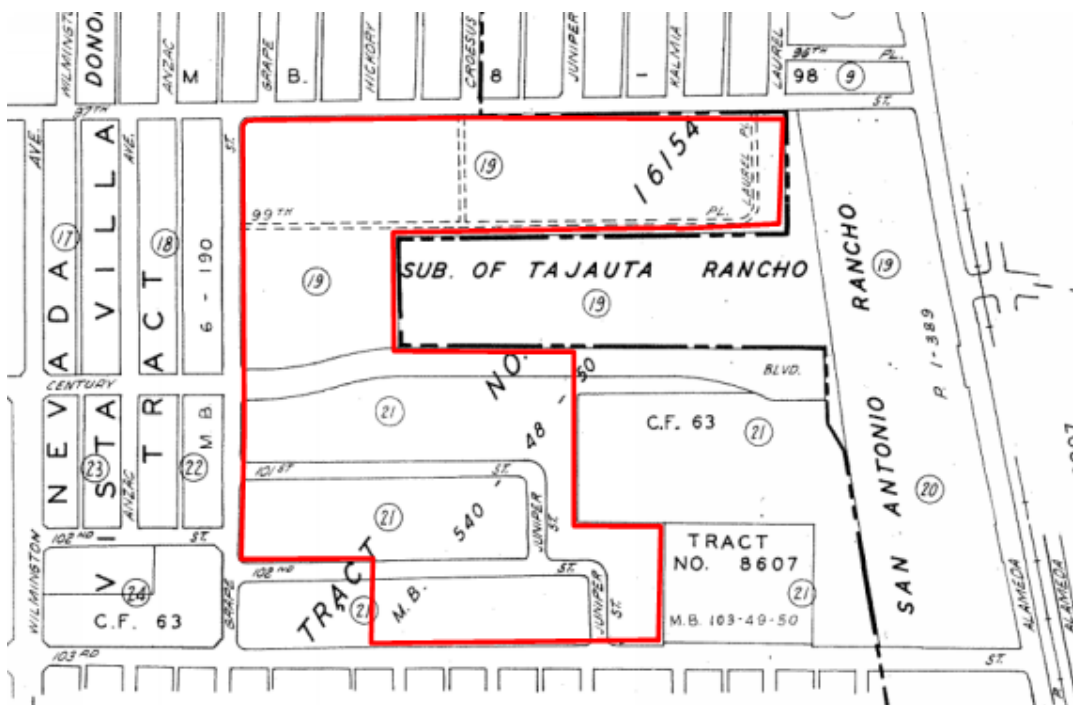 WILMINGTON
DONO
ANZAC
M
GRAPE
B.
HICKORY
CROESUS
8
JUNIPER
-
KALMIA
LAUREL
96TH PL.
98
9
97TH
ST.
AVE.
AVE.
ST.
NEVADA
17
VISTA VILLA
18
TRACT
6 - 190
M.B.
19
16154
LAUREL PL.
99TH
PL.
19
SUB. OF TAJAUTA RANCHO
19
RANCHO
SAN ANTONIO
19
P. 1-389
CENTURY
BLVD.
NO.
540 - 48 - 50
21
C.F. 63
21
23
ANZAC
22
101ST
ST.
21
JUNIPER ST.
20
102ND
ST.
TRACT
NO. 8607
21
M.B. 103-49-50
WILMINGTON
24
C.F. 63
GRAPE
102ND
ST.
TRACT
21
M.B.
JUNIPER ST.
ALAMEDA
ALAMEDA
103RD
ST.